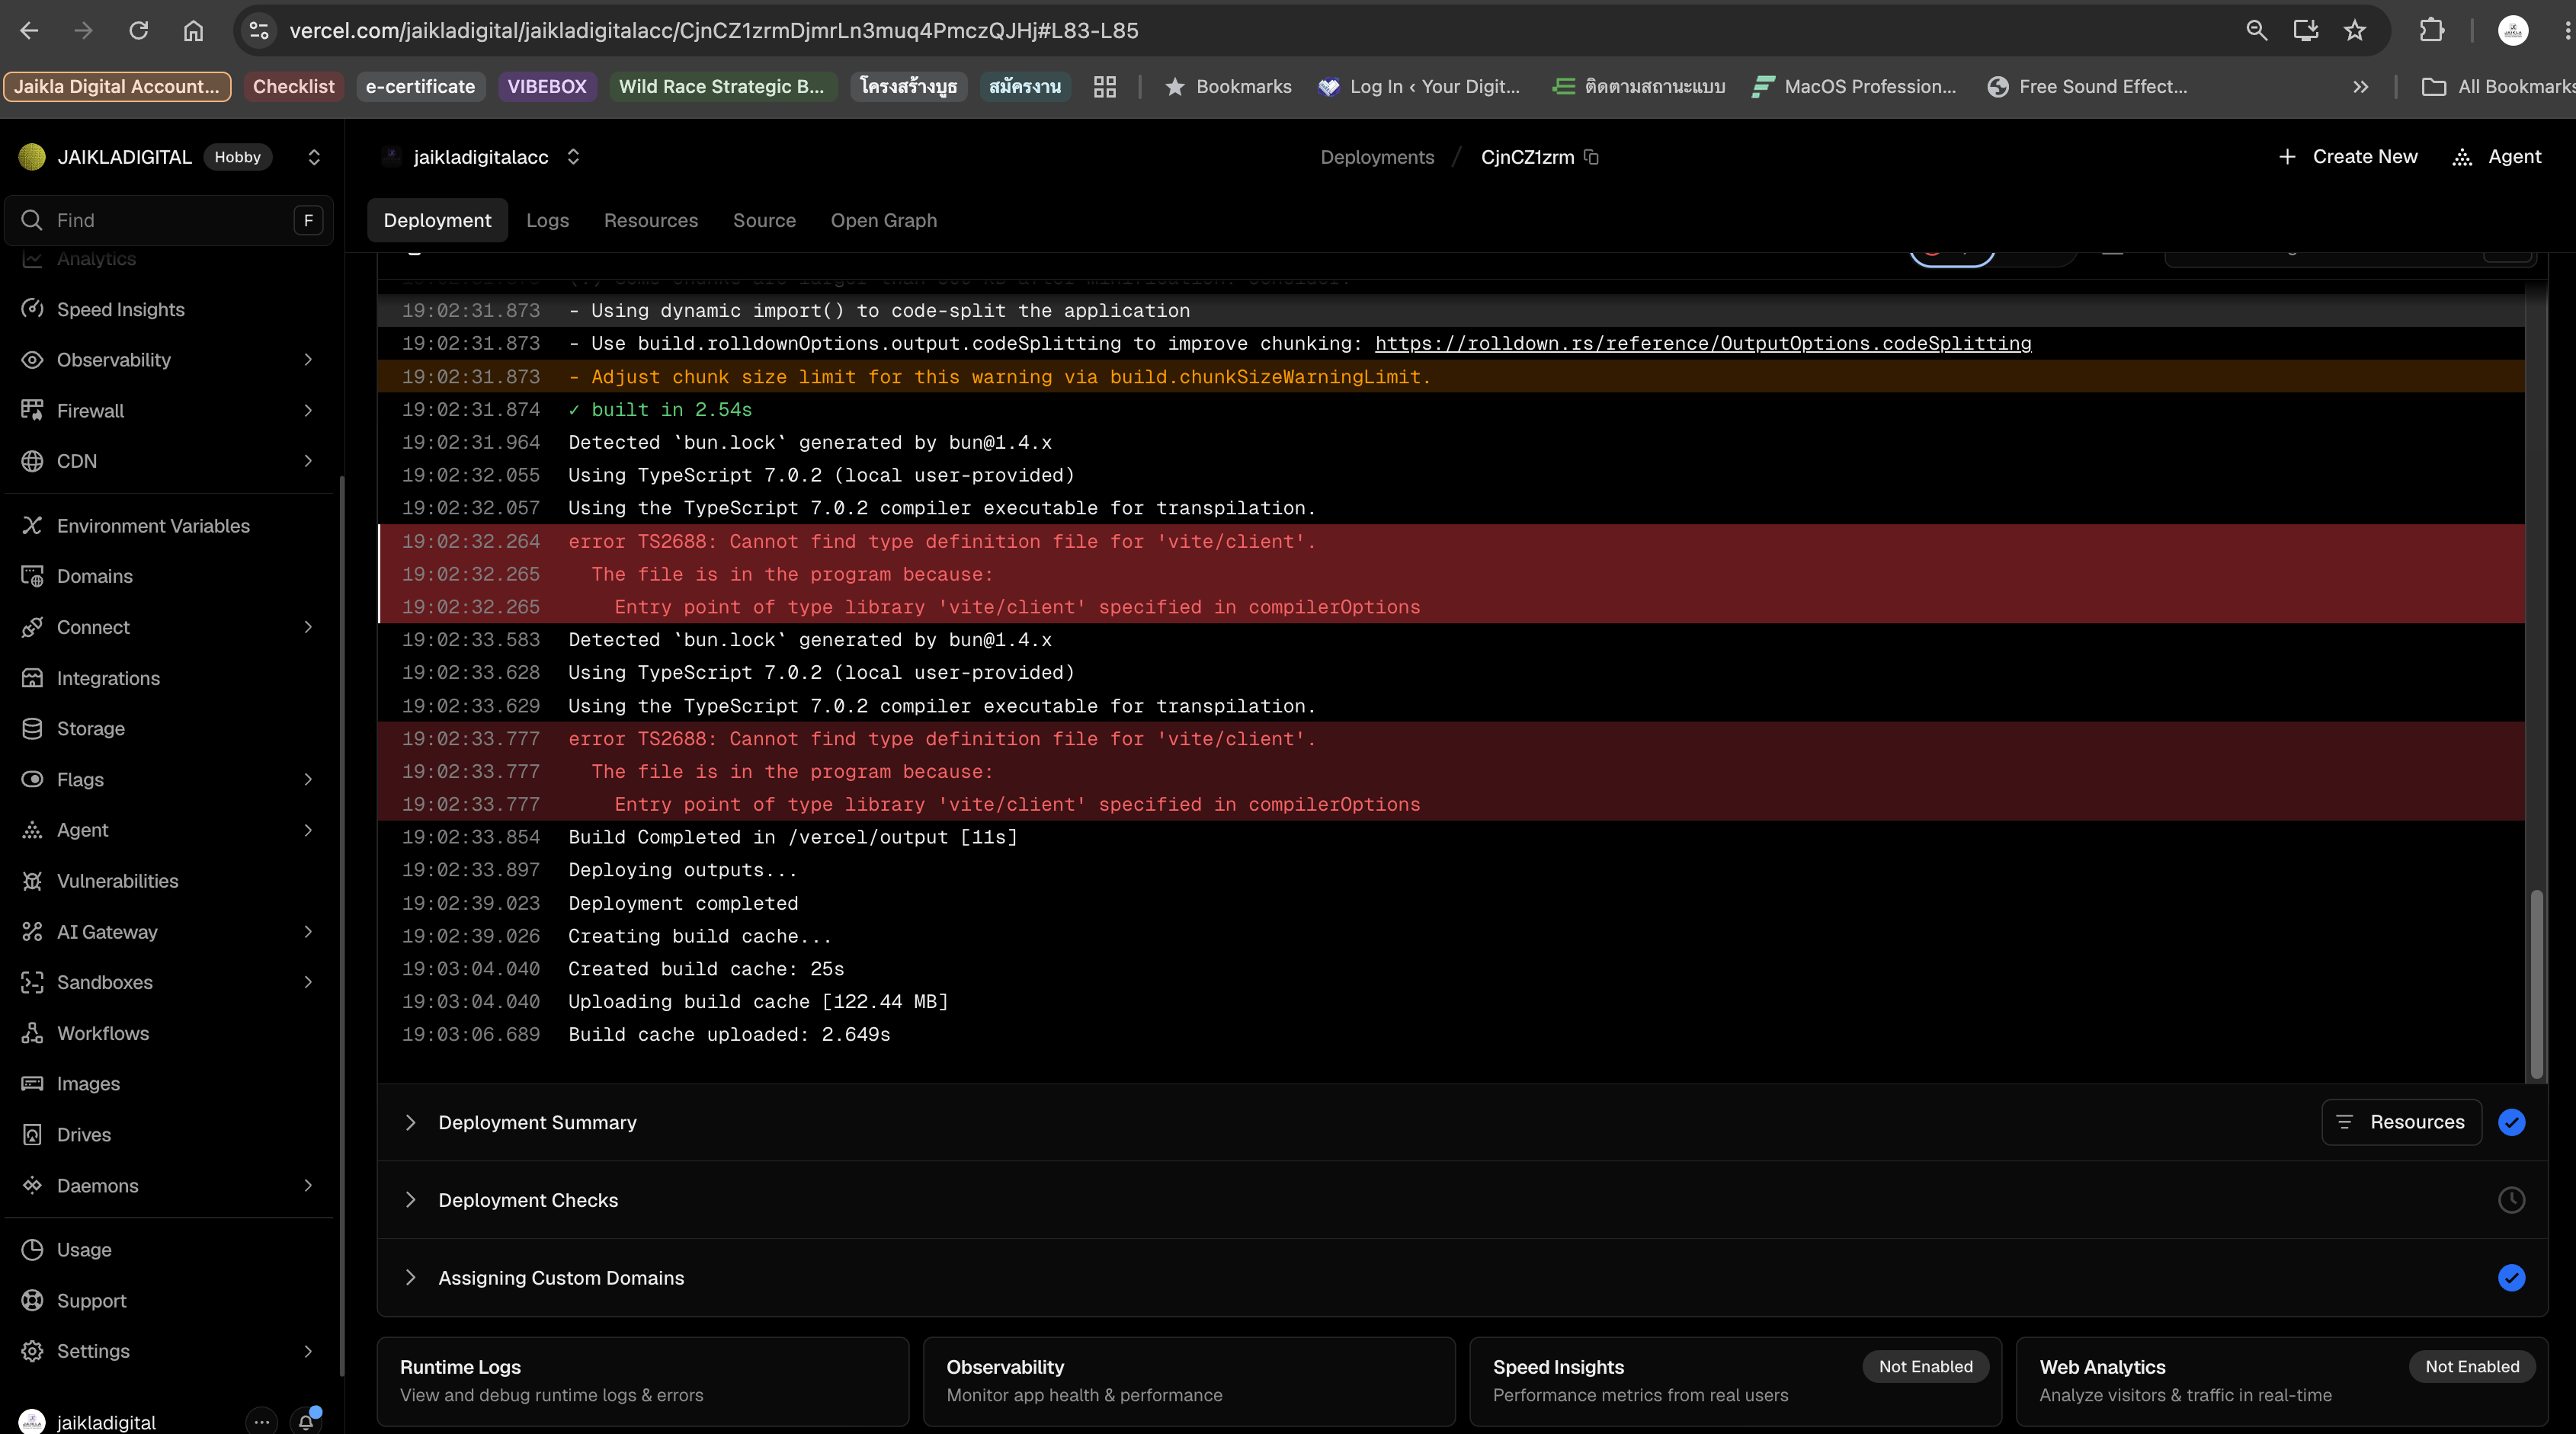 vercel.com/jaikladigital/jaikladigitalacc/CjnCZ1zrmDjmrLn3muq4PmczQJHj#L83-L85
Jaikla Digital Account...
Checklist
e-certificate
VIBEBOX
Wild Race Strategic B...
โครงสร้างบูธ
สมัครงาน
Bookmarks
Log In ‹ Your Digit...
ติดตามสถานะแบบ
MacOS Profession...
Free Sound Effect...
All Bookmarks
JAIKLADIGITAL
Hobby
jaikladigitalacc
Deployments / CjnCZ1zrm
Create New
Agent
Find
F
Deployment
Logs
Resources
Source
Open Graph
Analytics
Speed Insights
Observability
Firewall
CDN
Environment Variables
Domains
Connect
Integrations
Storage
Flags
Agent
Vulnerabilities
AI Gateway
Sandboxes
Workflows
Images
Drives
Daemons
Usage
Support
Settings
jaikladigital
19:02:31.873 - Using dynamic import() to code-split the application
19:02:31.873 - Use build.rolldownOptions.output.codeSplitting to improve chunking: https://rolldown.rs/reference/OutputOptions.codeSplitting
19:02:31.873 - Adjust chunk size limit for this warning via build.chunkSizeWarningLimit.
19:02:31.874 ✓ built in 2.54s
19:02:31.964 Detected `bun.lock` generated by bun@1.4.x
19:02:32.055 Using TypeScript 7.0.2 (local user-provided)
19:02:32.057 Using the TypeScript 7.0.2 compiler executable for transpilation.
19:02:32.264 error TS2688: Cannot find type definition file for 'vite/client'.
19:02:32.265 The file is in the program because:
19:02:32.265 Entry point of type library 'vite/client' specified in compilerOptions
19:02:33.583 Detected `bun.lock` generated by bun@1.4.x
19:02:33.628 Using TypeScript 7.0.2 (local user-provided)
19:02:33.629 Using the TypeScript 7.0.2 compiler executable for transpilation.
19:02:33.777 error TS2688: Cannot find type definition file for 'vite/client'.
19:02:33.777 The file is in the program because:
19:02:33.777 Entry point of type library 'vite/client' specified in compilerOptions
19:02:33.854 Build Completed in /vercel/output [11s]
19:02:33.897 Deploying outputs...
19:02:39.023 Deployment completed
19:02:39.026 Creating build cache...
19:03:04.040 Created build cache: 25s
19:03:04.040 Uploading build cache [122.44 MB]
19:03:06.689 Build cache uploaded: 2.649s
Deployment Summary
Resources
Deployment Checks
Assigning Custom Domains
Runtime Logs
View and debug runtime logs & errors
Observability
Monitor app health & performance
Speed Insights
Not Enabled
Performance metrics from real users
Web Analytics
Not Enabled
Analyze visitors & traffic in real-time